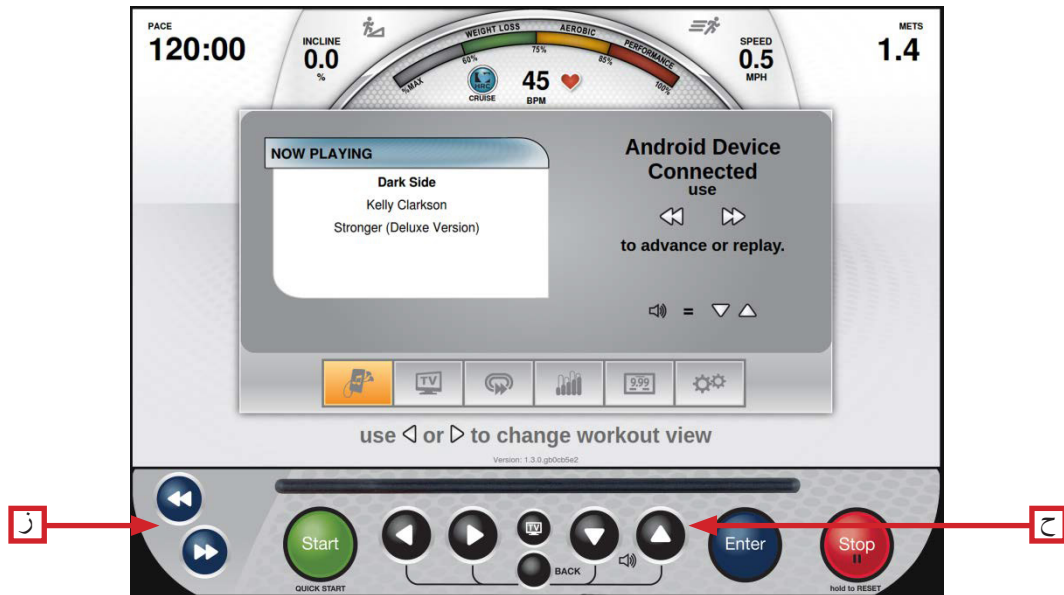 PACE
120:00
INCLINE
0.0
%
WEIGHT LOSS
AEROBIC
PERFORMANCE
%MAX
60%
75%
85%
100%
HRC
CRUISE
45
BPM
SPEED
0.5
MPH
METS
1.4
NOW PLAYING
Dark Side
Kelly Clarkson
Stronger (Deluxe Version)
Android Device
Connected
use
to advance or replay.
=
TV
9.99
use ◁ or ▷ to change workout view
Version: 1.3.0.gb0cb5e2
ز
ح
Start
QUICK START
TV
BACK
Enter
Stop
hold to RESET